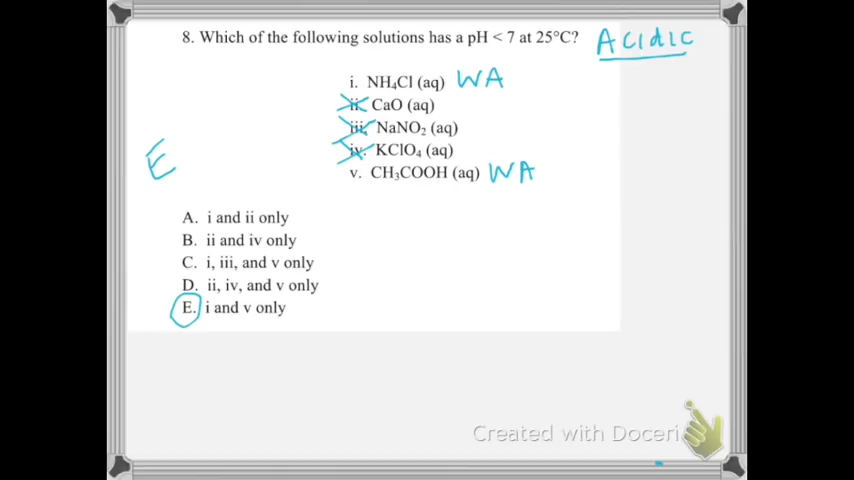 8. Which of the following solutions has a pH < 7 at 25°C? Acidic
i. NH₄Cl (aq) WA
ii. CaO (aq)
iii. NaNO₂ (aq)
iv. KClO₄ (aq)
E
v. CH₃COOH (aq) WA
A. i and ii only
B. ii and iv only
C. i, iii, and v only
D. ii, iv, and v only
E. i and v only
Created with Doceri